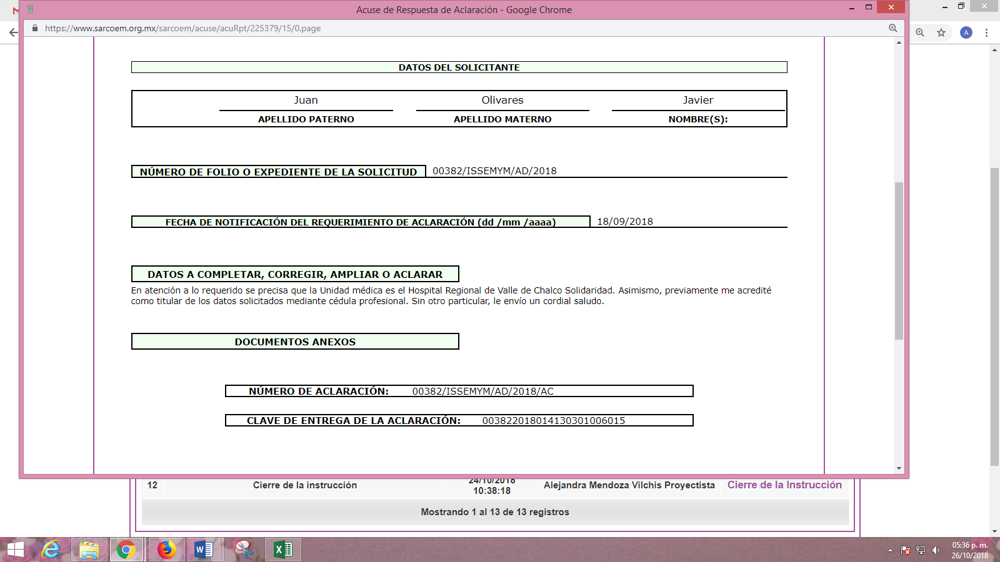 Acuse de Respuesta de Aclaración - Google Chrome
https://www.sarcoem.org.mx/sarcoem/acuse/acuRpt/225379/15/0.page
A
DATOS DEL SOLICITANTE
Juan Olivares Javier
APELLIDO PATERNO APELLIDO MATERNO NOMBRE(S):
NÚMERO DE FOLIO O EXPEDIENTE DE LA SOLICITUD 00382/ISSEMYM/AD/2018
FECHA DE NOTIFICACIÓN DEL REQUERIMIENTO DE ACLARACIÓN (dd /mm /aaaa) 18/09/2018
DATOS A COMPLETAR, CORREGIR, AMPLIAR O ACLARAR
En atención a lo requerido se precisa que la Unidad médica es el Hospital Regional de Valle de Chalco Solidaridad. Asimismo, previamente me acredité
como titular de los datos solicitados mediante cédula profesional. Sin otro particular, le envío un cordial saludo.
DOCUMENTOS ANEXOS
NÚMERO DE ACLARACIÓN: 00382/ISSEMYM/AD/2018/AC
CLAVE DE ENTREGA DE LA ACLARACIÓN: 003822018014130301006015
24/10/2018
12 Cierre de la instrucción 10:38:18 Alejandra Mendoza Vilchis Proyectista Cierre de la Instrucción
Mostrando 1 al 13 de 13 registros
05:36 p. m.
26/10/2018